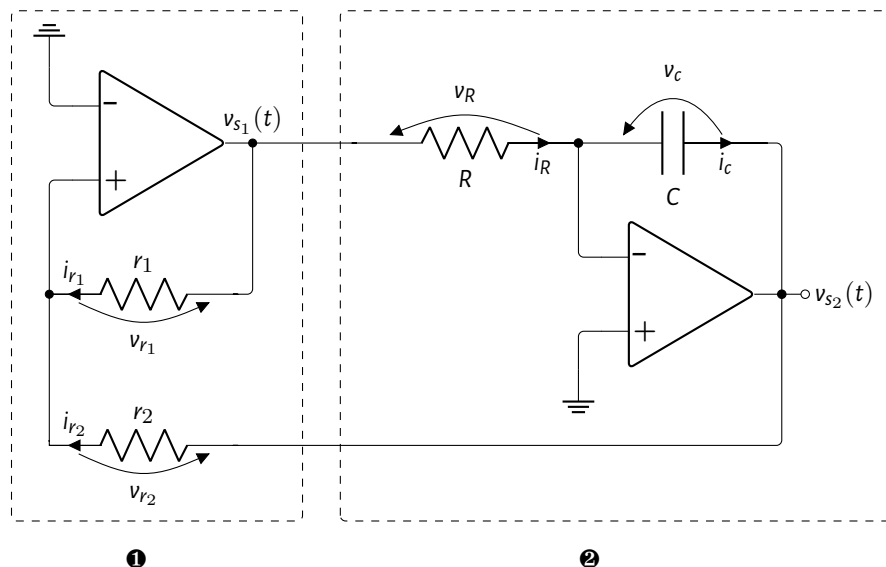 v_c
v_R
v_{s_1}(t)
i_R
i_c
R
C
i_{r_1}
r_1
v_{s_2}(t)
v_{r_1}
i_{r_2}
r_2
v_{r_2}
❶ ❷